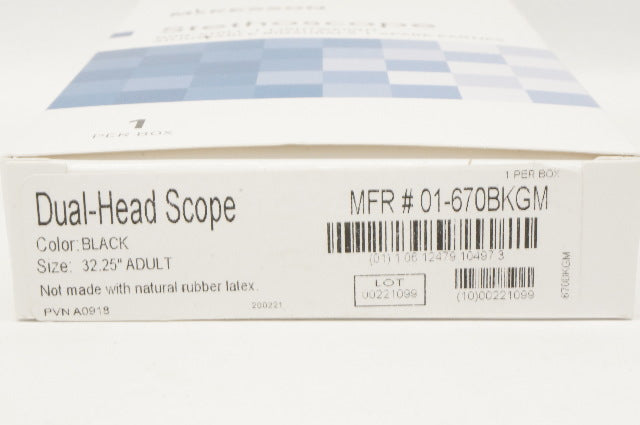 McKESSON
Stethoscope
1
PER BOX
1 PER BOX
Dual-Head Scope
MFR # 01-670BKGM
Color: BLACK
(01) 1 06 12479 10497 3
Size: 32.25" ADULT
Not made with natural rubber latex.
LOT
00221099
(10)00221099
670BKGM
PVN A0918
200221